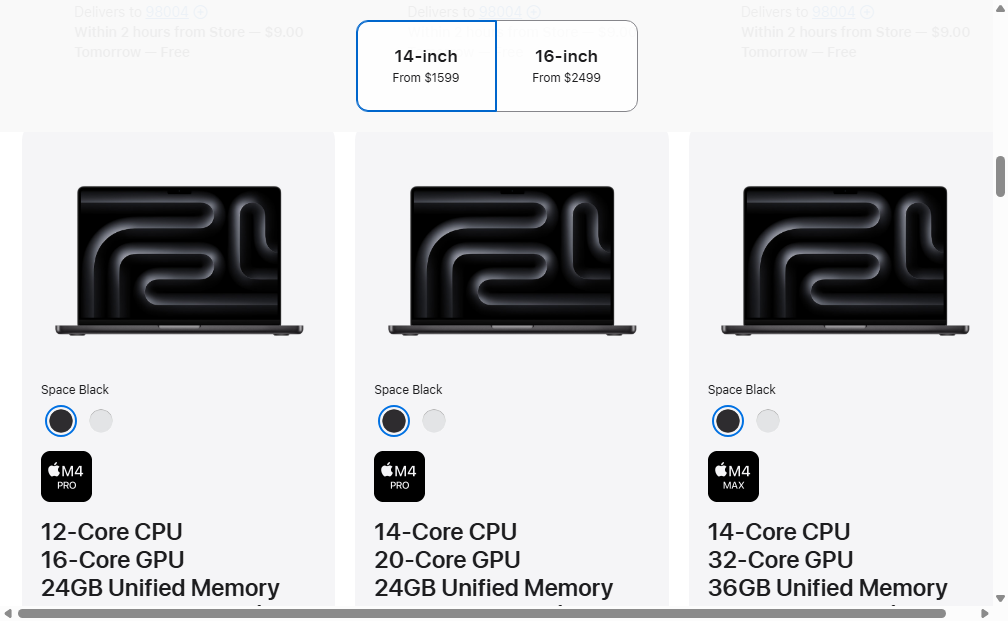 Delivers to 98004
Within 2 hours from Store — $9.00
Tomorrow — Free
Delivers to 98004
Delivers to 98004
Within 2 hours from Store — $9.00
Tomorrow — Free
14-inch
From $1599
16-inch
From $2499
Space Black
M4
PRO
12-Core CPU
16-Core GPU
24GB Unified Memory
Space Black
M4
PRO
14-Core CPU
20-Core GPU
24GB Unified Memory
Space Black
M4
MAX
14-Core CPU
32-Core GPU
36GB Unified Memory